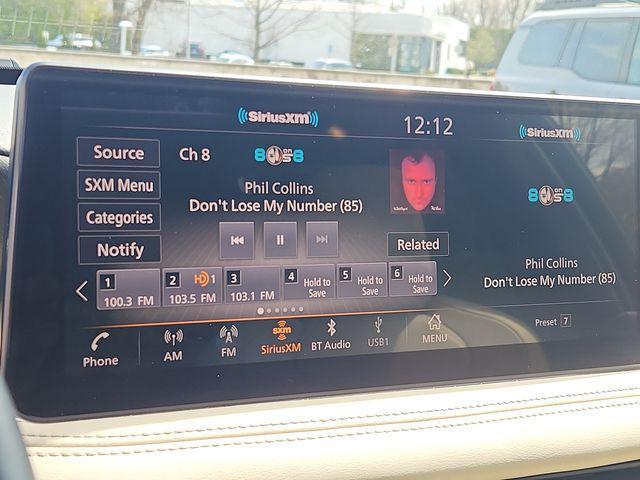 SiriusXM
12:12
SiriusXM
Source
Ch 8
80s on 8
Phil Collins
Don't Lose My Number (85)
SXM Menu
Categories
Notify
Related
1
100.3 FM
2 HD 1
103.5 FM
3
103.1 FM
4
Hold to
Save
5
Hold to
Save
6
Hold to
Save
Phone
AM
FM
sxm
SiriusXM
BT Audio
USB1
MENU
80s on 8
Phil Collins
Don't Lose My Number (85)
Preset 7